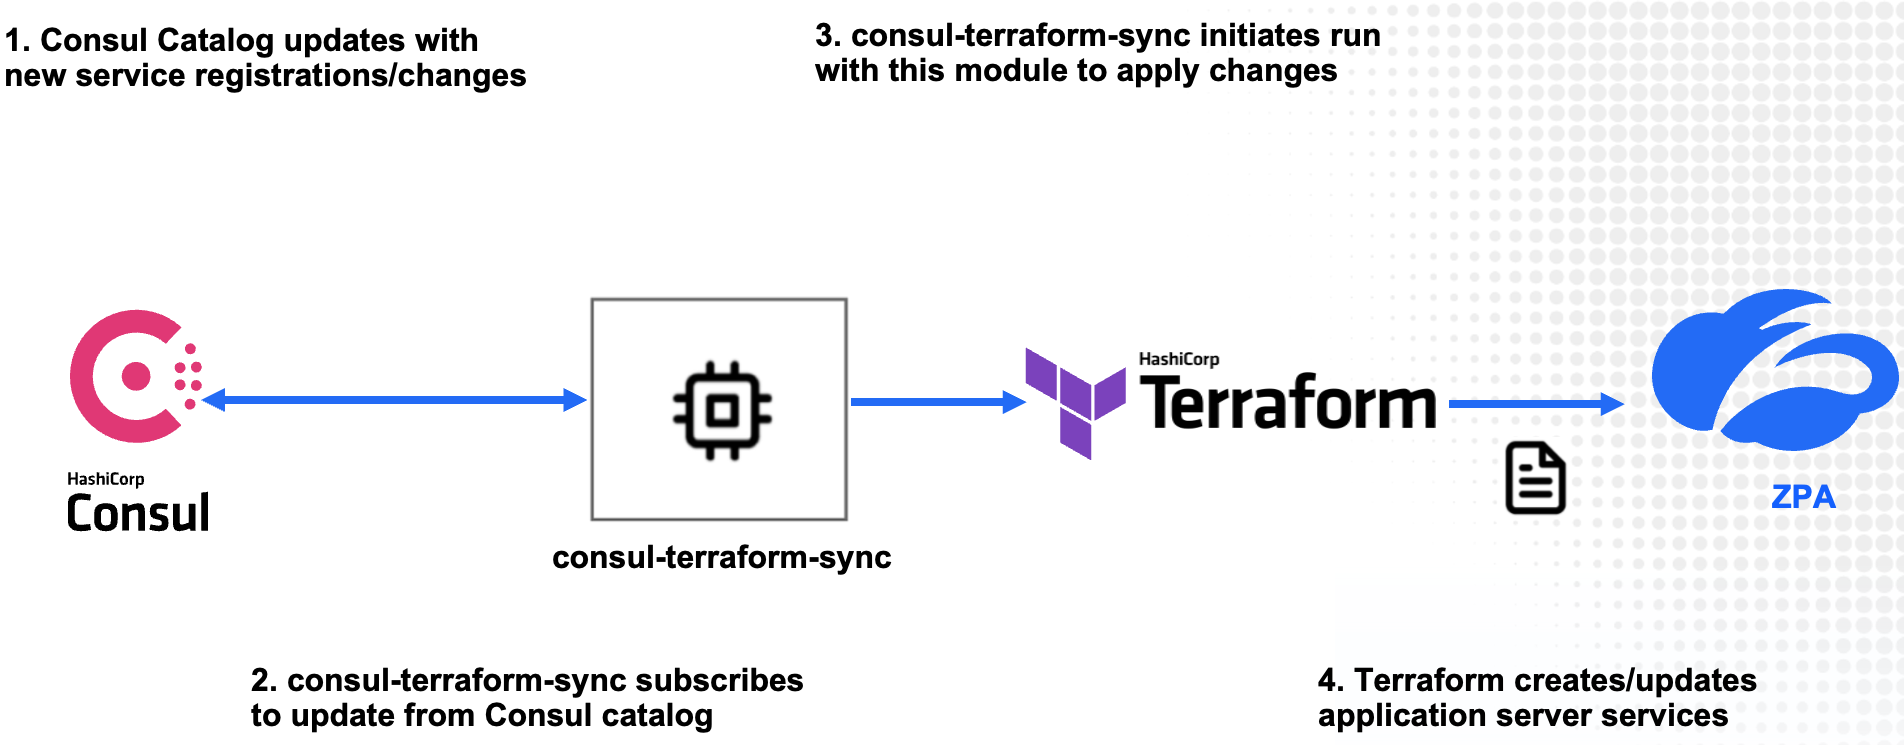 1. Consul Catalog updates with
new service registrations/changes
3. consul-terraform-sync initiates run
with this module to apply changes
HashiCorp
Consul
consul-terraform-sync
HashiCorp
Terraform
ZPA
2. consul-terraform-sync subscribes
to update from Consul catalog
4. Terraform creates/updates
application server services